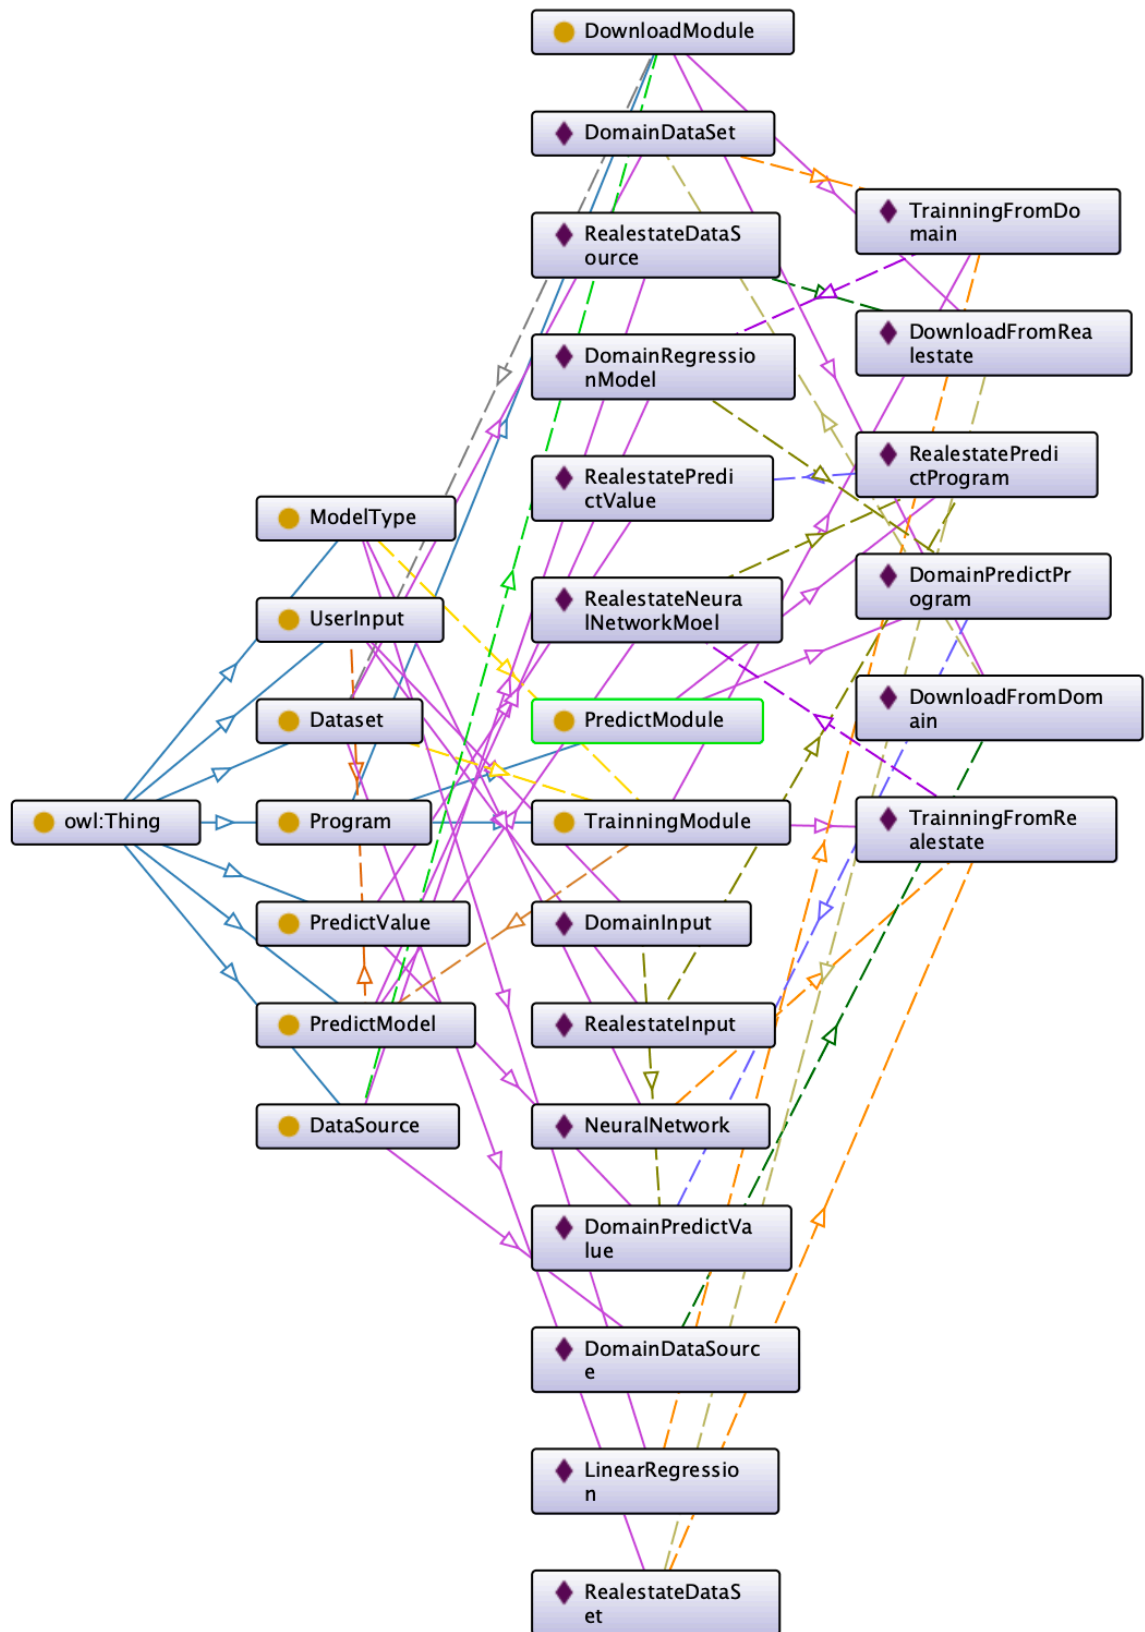 DownloadModule
DomainDataSet
RealestateDataS
ource
DomainRegressio
nModel
RealestatePredi
ctValue
RealestateNeura
lNetworkMoel
PredictModule
TrainningModule
DomainInput
RealestateInput
NeuralNetwork
DomainPredictVa
lue
DomainDataSourc
e
LinearRegressio
n
RealestateDataS
et
TrainningFromDo
main
DownloadFromRea
lestate
RealestatePredi
ctProgram
DomainPredictPr
ogram
DownloadFromDom
ain
TrainningFromRe
alestate
ModelType
UserInput
Dataset
Program
PredictValue
PredictModel
DataSource
owl:Thing